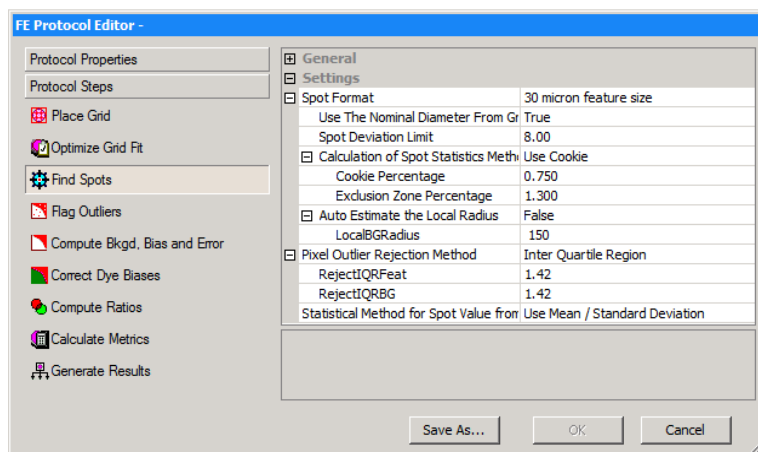 FE Protocol Editor -
Protocol Properties
Protocol Steps
Place Grid
Optimize Grid Fit
Find Spots
Flag Outliers
Compute Bkgd, Bias and Error
Correct Dye Biases
Compute Ratios
Calculate Metrics
Generate Results
General
Settings
Spot Format 30 micron feature size
Use The Nominal Diameter From Gr True
Spot Deviation Limit 8.00
Calculation of Spot Statistics Meth Use Cookie
Cookie Percentage 0.750
Exclusion Zone Percentage 1.300
Auto Estimate the Local Radius False
LocalBGRadius 150
Pixel Outlier Rejection Method Inter Quartile Region
RejectIQRFeat 1.42
RejectIQRBG 1.42
Statistical Method for Spot Value from Use Mean / Standard Deviation
Save As... OK Cancel